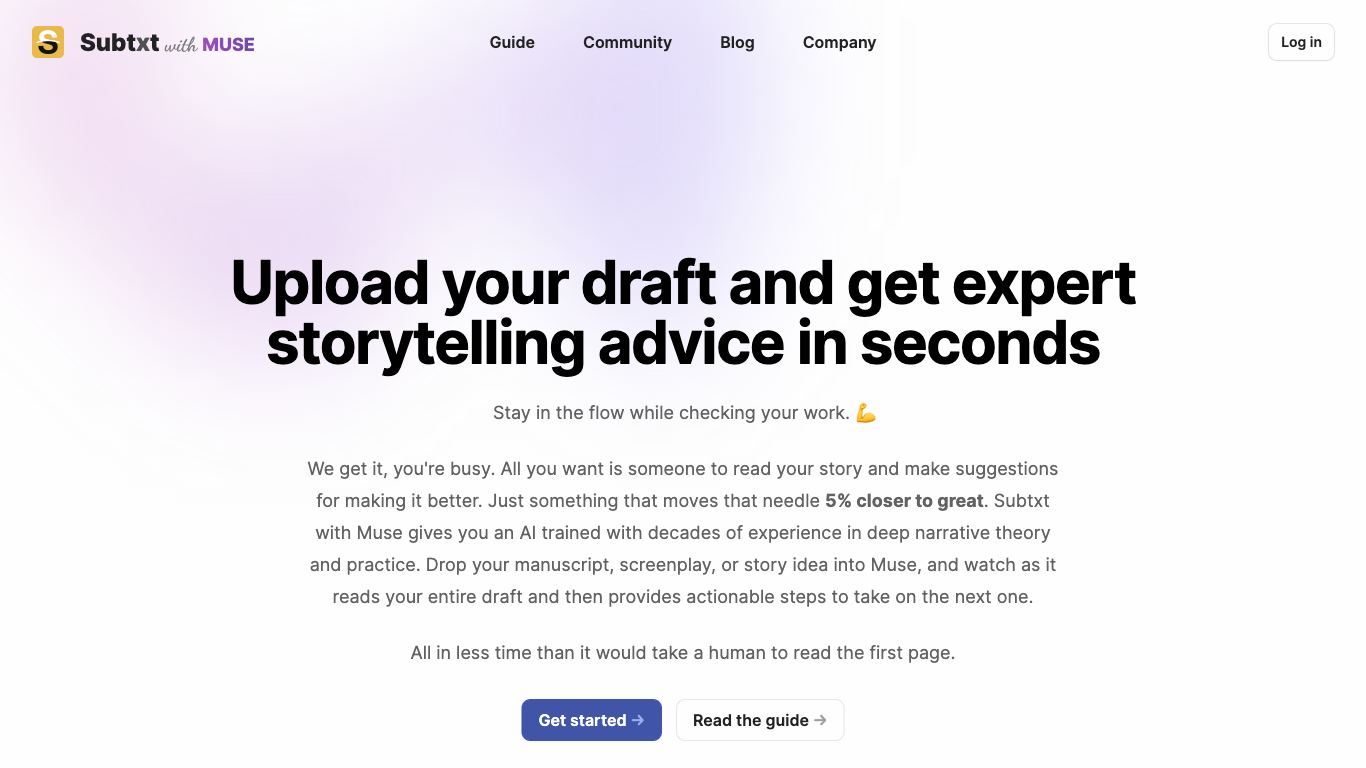 Subtxt with MUSE
Guide
Community
Blog
Company
Log in
Upload your draft and get expert
storytelling advice in seconds
Stay in the flow while checking your work. 💪
We get it, you're busy. All you want is someone to read your story and make suggestions
for making it better. Just something that moves that needle 5% closer to great. Subtxt
with Muse gives you an AI trained with decades of experience in deep narrative theory
and practice. Drop your manuscript, screenplay, or story idea into Muse, and watch as it
reads your entire draft and then provides actionable steps to take on the next one.
All in less time than it would take a human to read the first page.
Get started →
Read the guide →